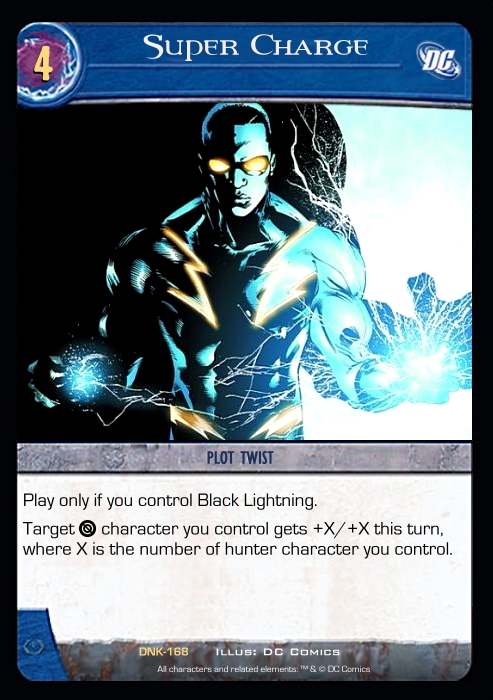 4
Super Charge
DC
PLOT TWIST
Play only if you control Black Lightning.
Target character you control gets +X/+X this turn,
where X is the number of hunter character you control.
DNK-168 Illus: DC Comics
All characters and related elements: ™ & © DC Comics